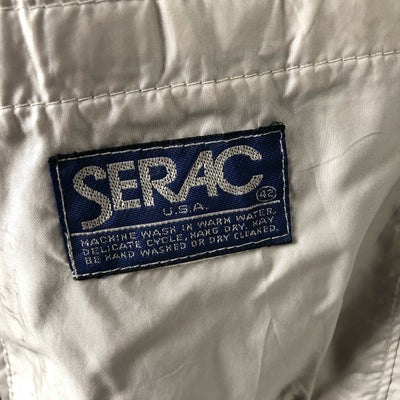 SERAC
42
U.S.A.
MACHINE WASH IN WARM WATER.
DELICATE CYCLE, HANG DRY. MAY
BE HAND WASHED OR DRY CLEANED.